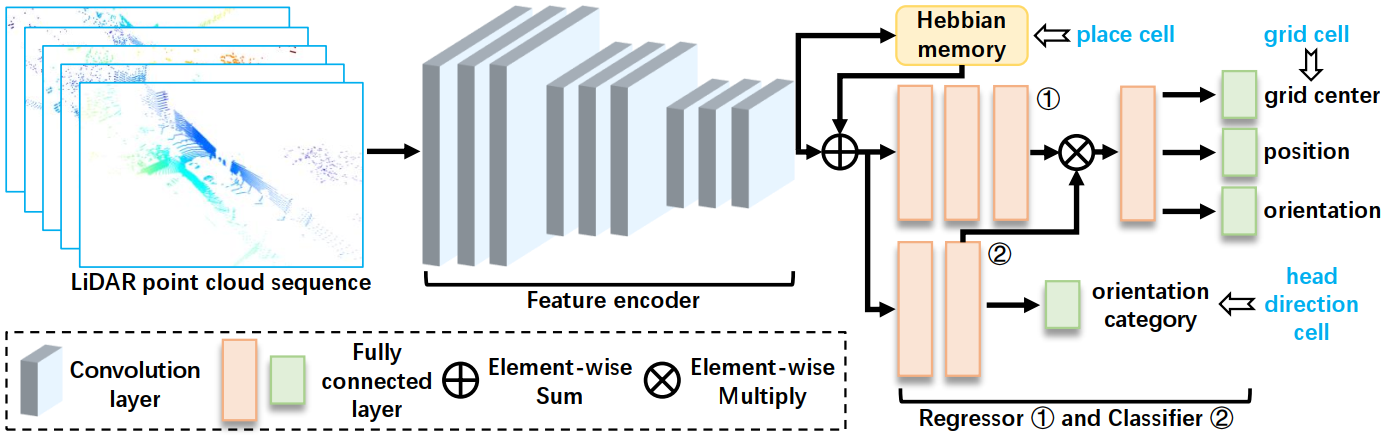 Hebbian
memory
place cell
grid cell
①
grid center
position
orientation
②
orientation
category
head
direction
cell
LiDAR point cloud sequence
Feature encoder
Convolution
layer
Fully
connected
layer
Element-wise
Sum
Element-wise
Multiply
Regressor ① and Classifier ②